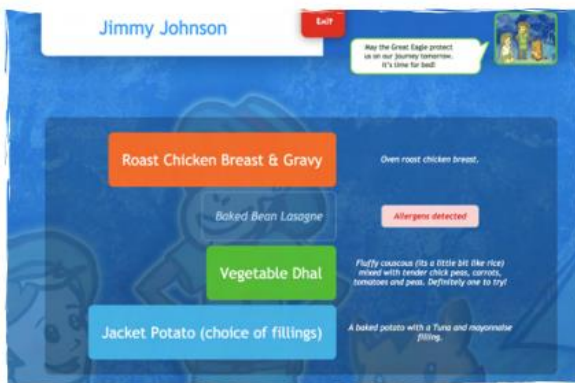 Jimmy Johnson
Exit
May the Great Eagle protect
us on our journey tomorrow.
It's time for bed!
Roast Chicken Breast & Gravy
Oven roast chicken breast.
Baked Bean Lasagne
Allergens detected
Vegetable Dhal
Fluffy couscous (its a little bit like rice)
mixed with tender chick peas, carrots,
tomatoes and peas. Definitely one to try!
Jacket Potato (choice of fillings)
A baked potato with a Tuna and mayonnaise
filling.